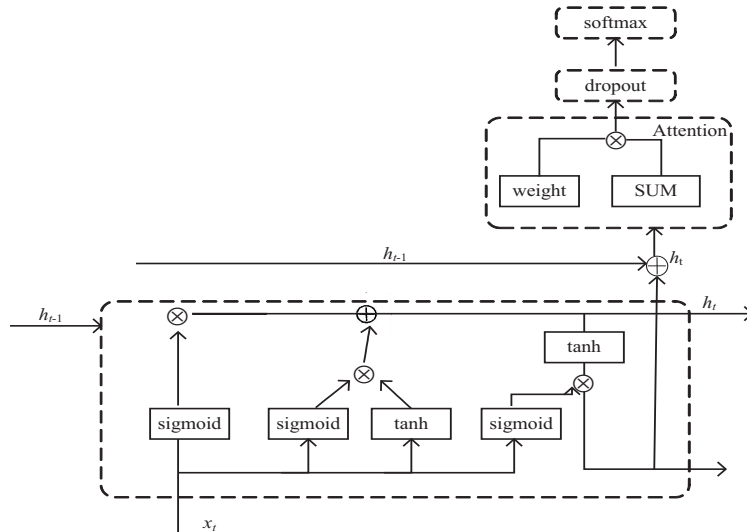 softmax
dropout
Attention
weight SUM
h_{t-1} h_t
h_{t-1} h_t
tanh
sigmoid sigmoid tanh sigmoid
x_t